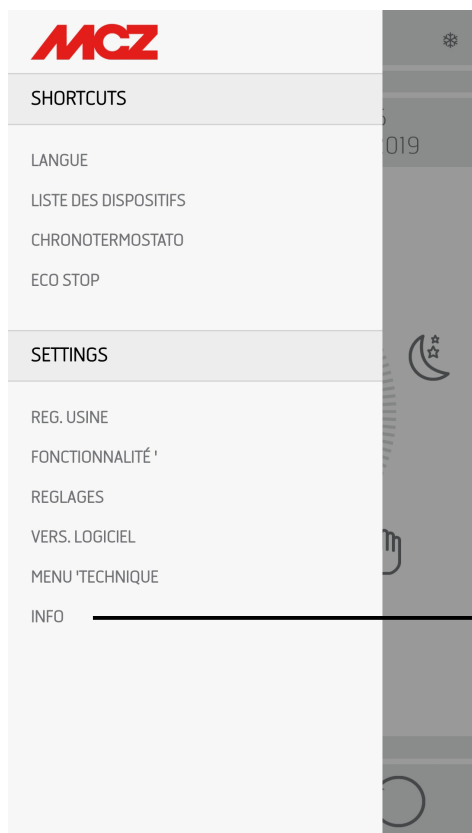 MCZ
SHORTCUTS
LANGUE
LISTE DES DISPOSITIFS
CHRONOTERMOSTATO
ECO STOP
SETTINGS
REG. USINE
FONCTIONNALITÉ '
REGLAGES
VERS. LOGICIEL
MENU 'TECHNIQUE
INFO
019